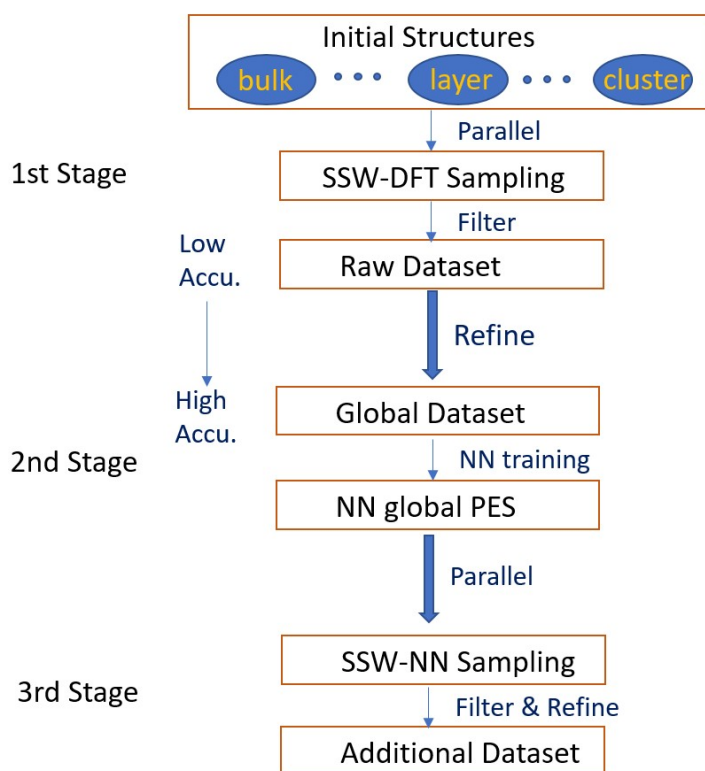 Initial Structures
bulk ... layer ... cluster
Parallel
1st Stage
SSW-DFT Sampling
Filter
Low
Accu.
Raw Dataset
Refine
High
Accu.
Global Dataset
2nd Stage
NN training
NN global PES
Parallel
SSW-NN Sampling
3rd Stage
Filter & Refine
Additional Dataset